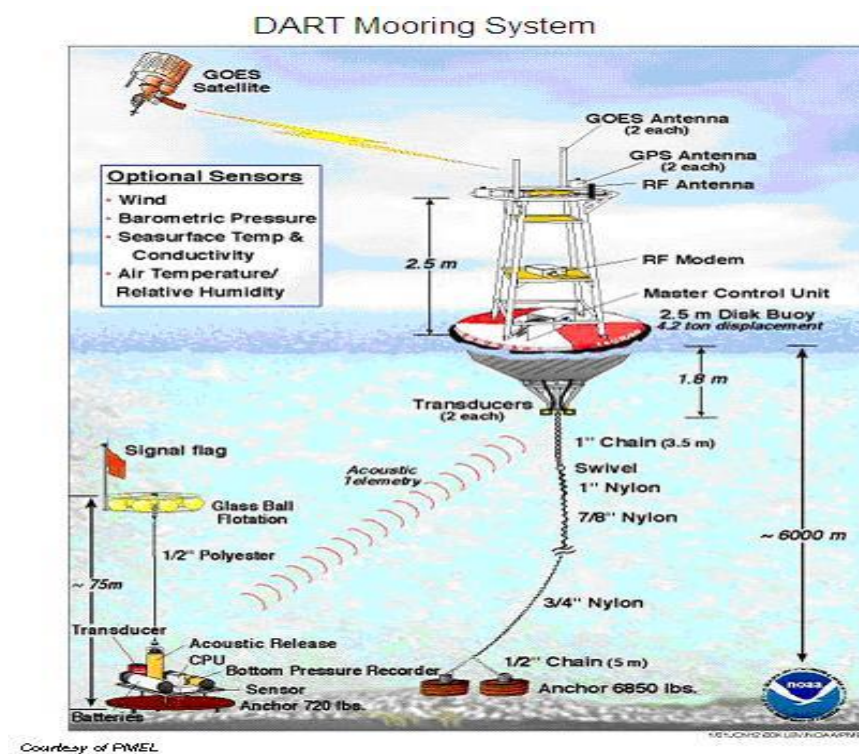 DART Mooring System
GOES
Satellite
GOES Antenna
(2 each)
GPS Antenna
(2 each)
RF Antenna
Optional Sensors
- Wind
- Barometric Pressure
- Seasurface Temp &
Conductivity
- Air Temperature/
Relative Humidity
2.5 m
RF Modem
Master Control Unit
2.5 m Disk Buoy
4.2 ton displacement
1.8 m
Transducers
(2 each)
1" Chain (3.5 m)
Signal flag
Acoustic
Telemetry
Swivel
1" Nylon
Glass Ball
Flotation
7/8" Nylon
~ 6000 m
1/2" Polyester
~ 75m
3/4" Nylon
Transducer
Acoustic Release
CPU
Bottom Pressure Recorder
1/2" Chain (5 m)
Sensor
Anchor 6850 lbs.
noaa
Anchor 720 lbs.
Batteries
Courtesy of PMEL